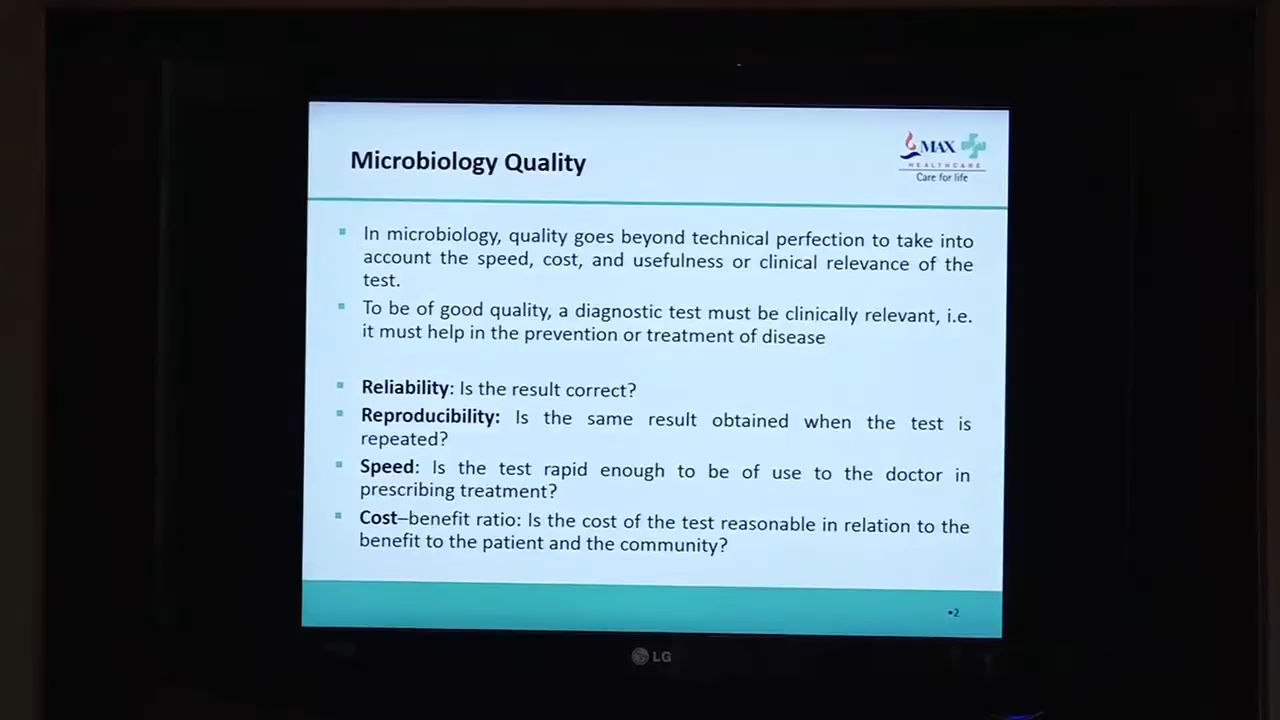 Microbiology Quality
MAX
HEALTHCARE
Care for life
In microbiology, quality goes beyond technical perfection to take into
account the speed, cost, and usefulness or clinical relevance of the
test.
To be of good quality, a diagnostic test must be clinically relevant, i.e.
it must help in the prevention or treatment of disease
Reliability: Is the result correct?
Reproducibility: Is the same result obtained when the test is
repeated?
Speed: Is the test rapid enough to be of use to the doctor in
prescribing treatment?
Cost–benefit ratio: Is the cost of the test reasonable in relation to the
benefit to the patient and the community?
•2
LG